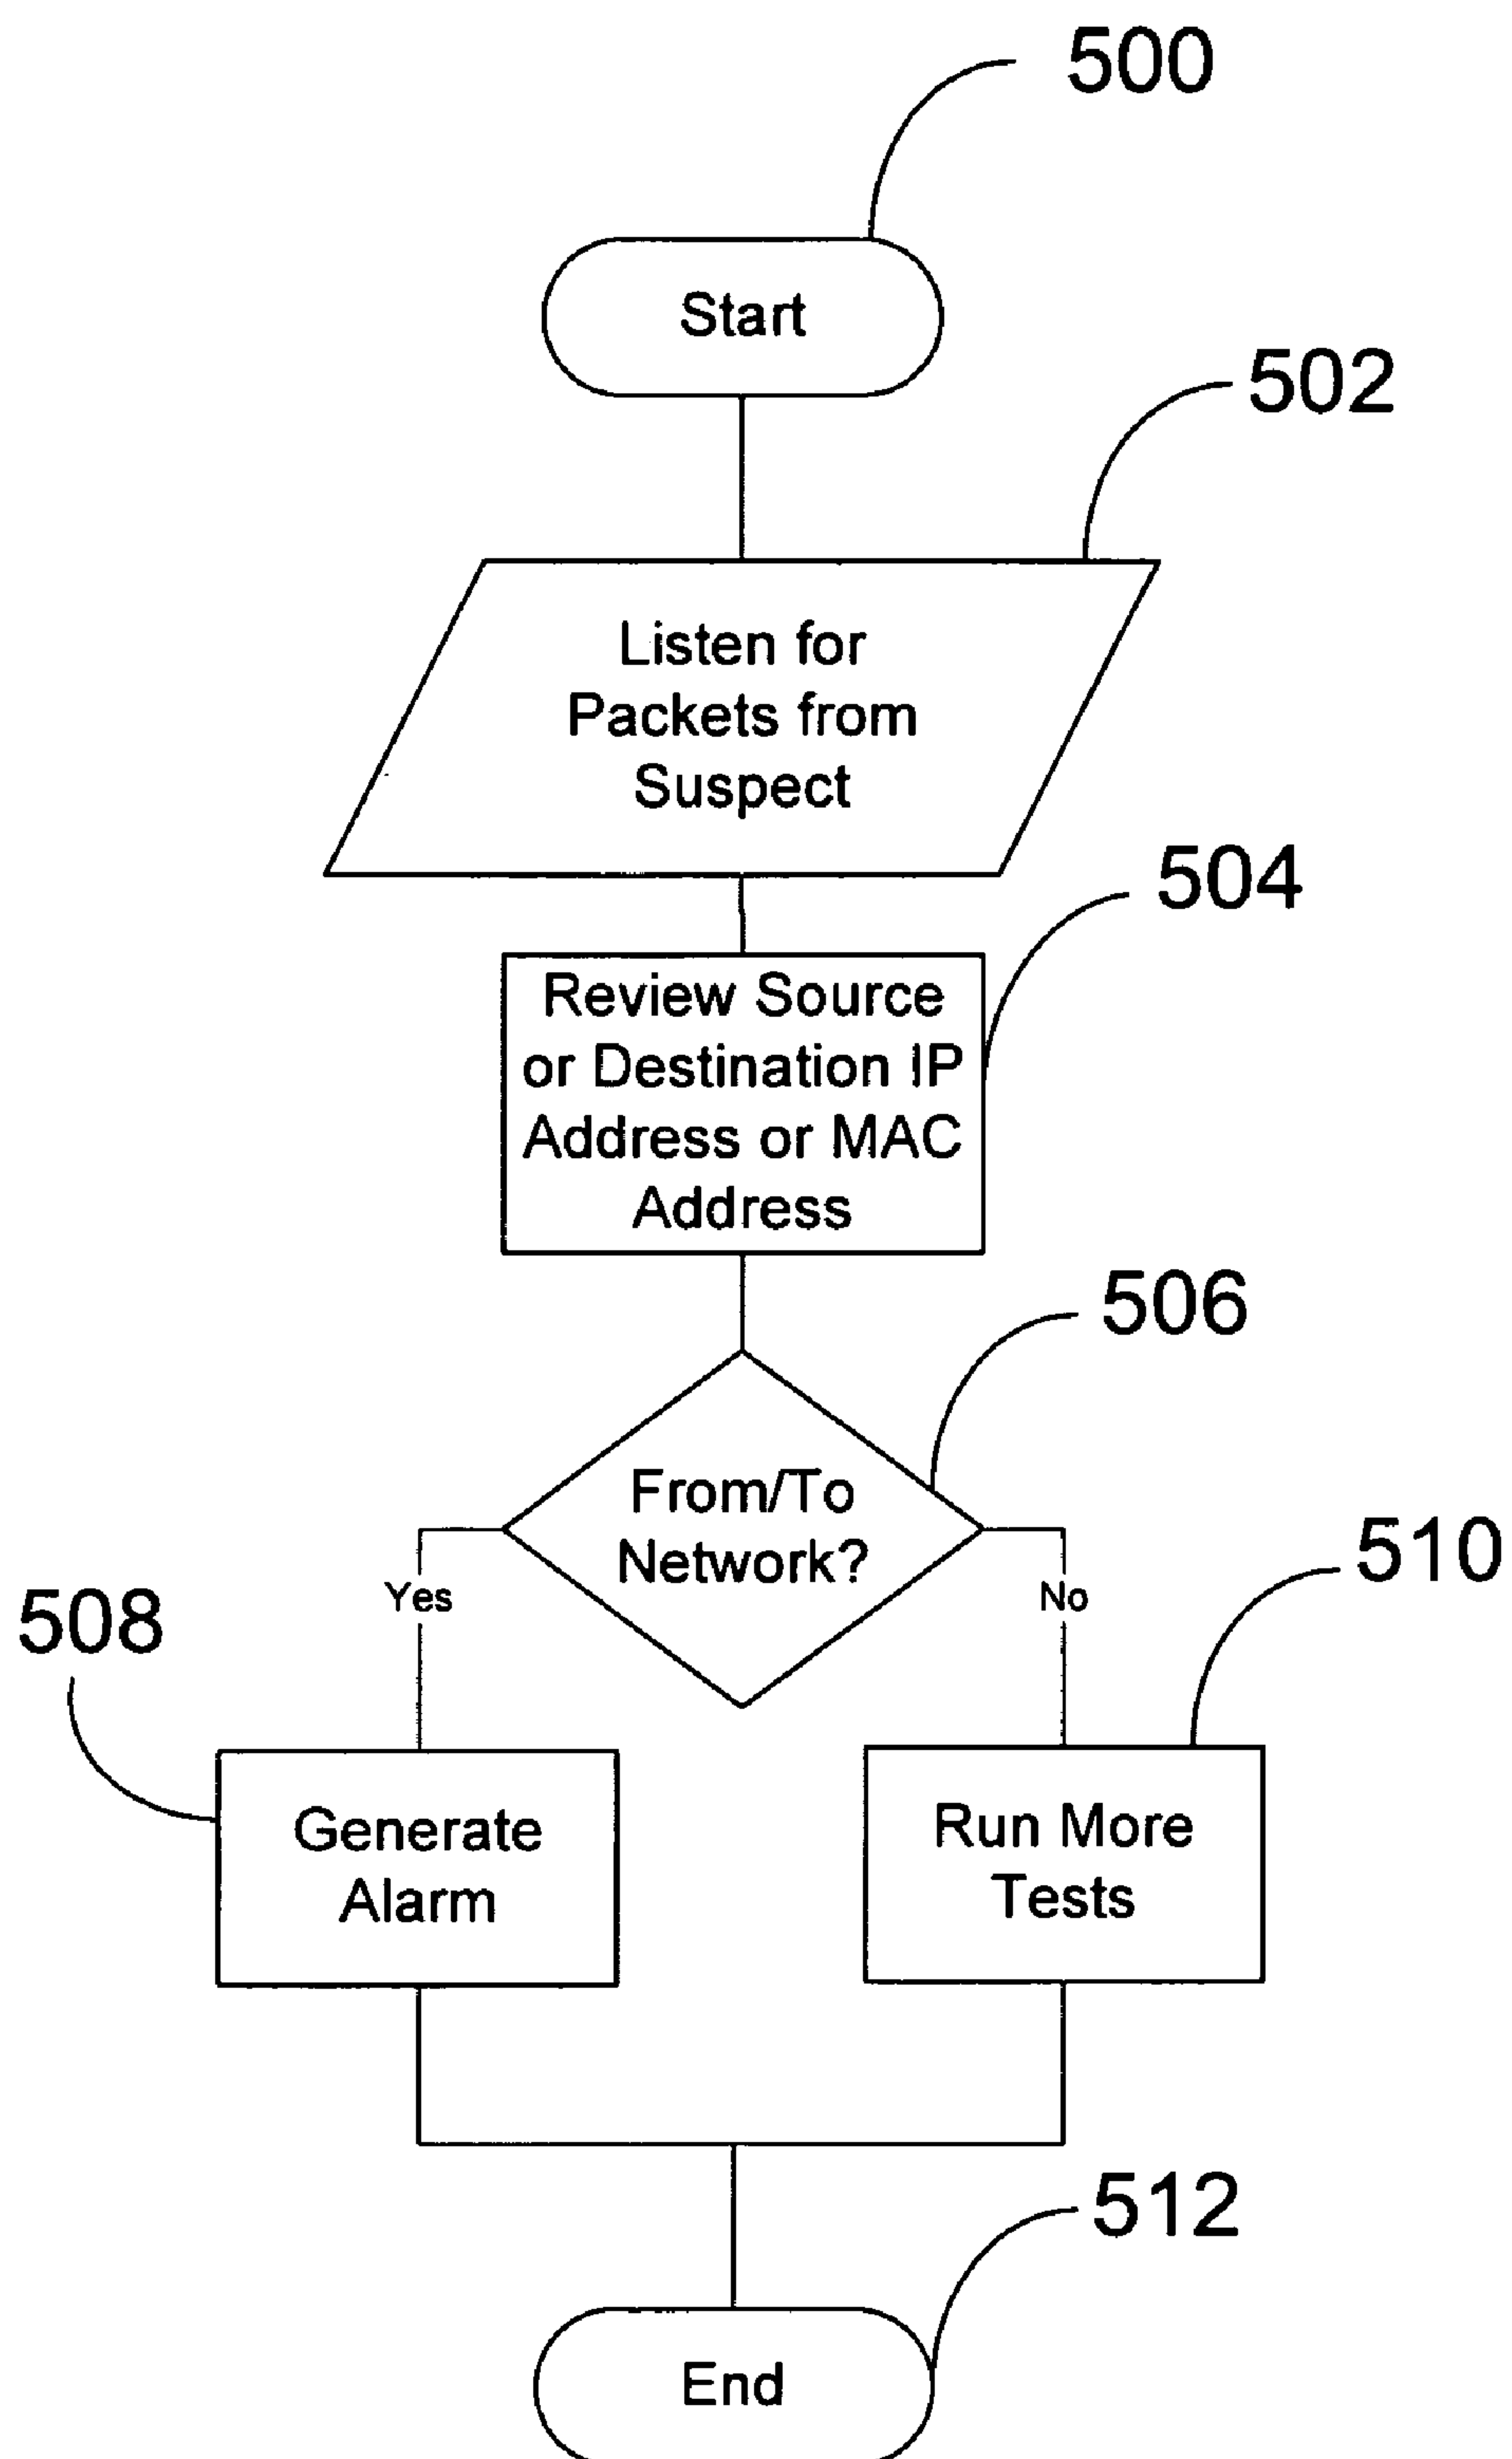 500
Start
502
Listen for
Packets from
Suspect
504
Review Source
or Destination IP
Address or MAC
Address
506
From/To
Network?
510
Yes
No
508
Generate
Alarm
Run More
Tests
512
End